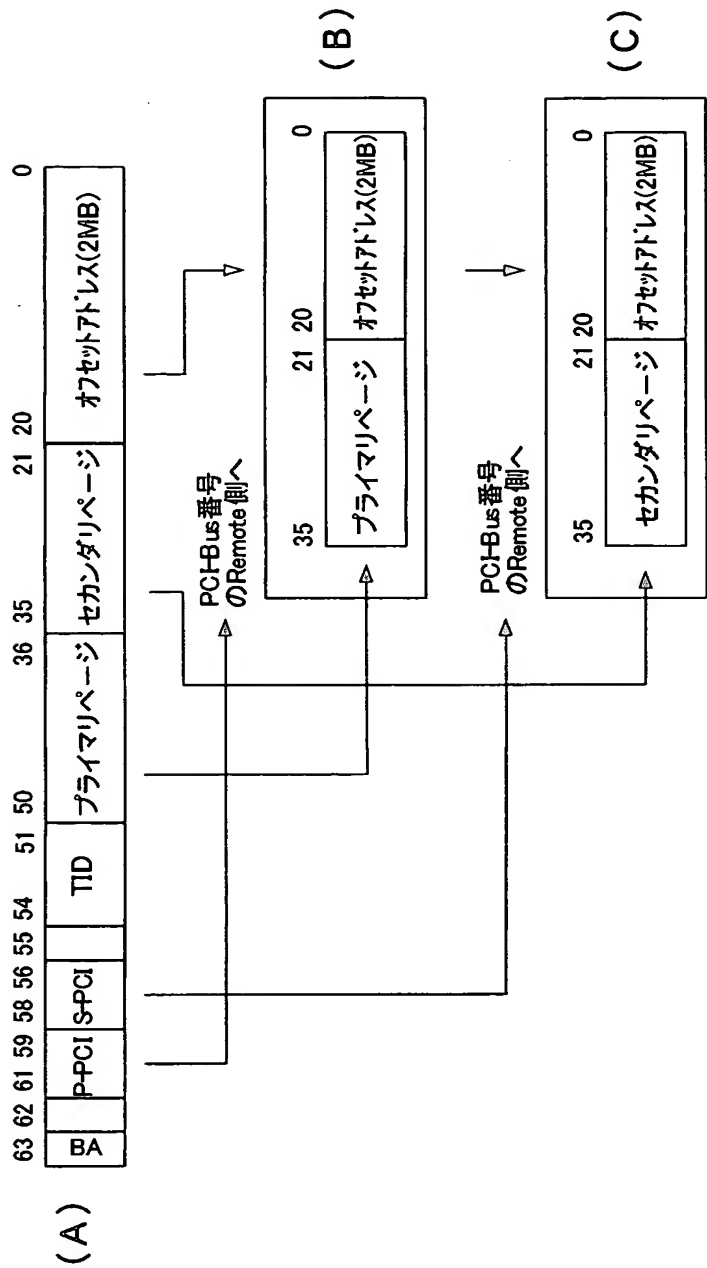 (A)
63 62 61 59 58 56 55 54 51 50 36 35 21 20 0
BA P-PCI S-PCI TID プライマリページ セカンダリページ オフセットアドレス(2MB)
PCI-Bus番号
のRemote側へ
(B)
35 21 20 0
プライマリページ オフセットアドレス(2MB)
PCI-Bus番号
のRemote側へ
(C)
35 21 20 0
セカンダリページ オフセットアドレス(2MB)